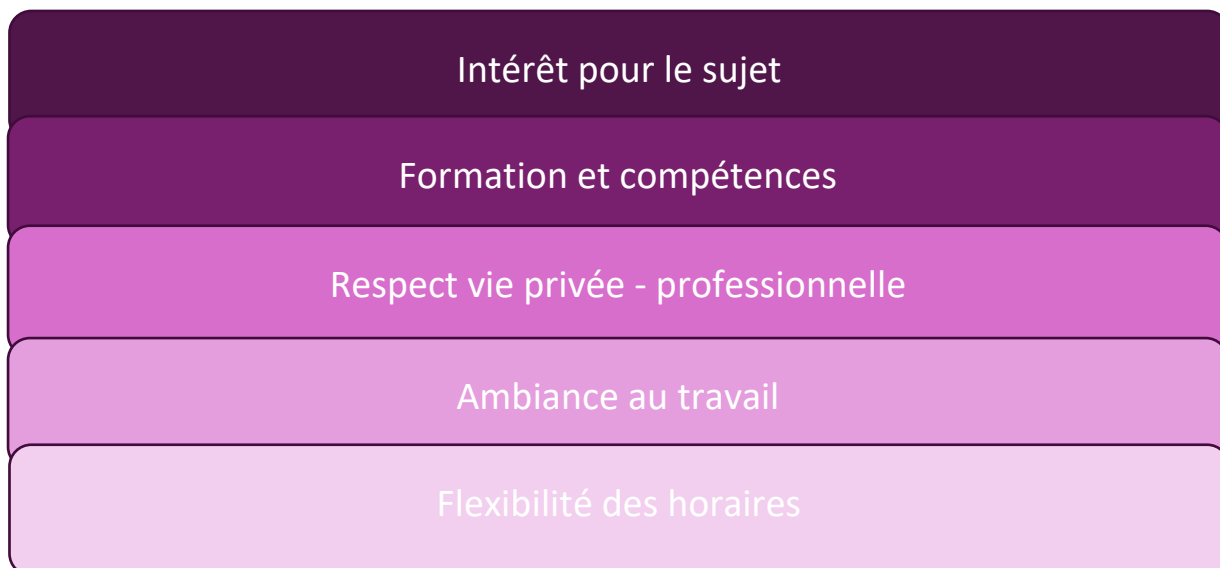 Intérêt pour le sujet
Formation et compétences
Respect vie privée - professionnelle
Ambiance au travail
Flexibilité des horaires